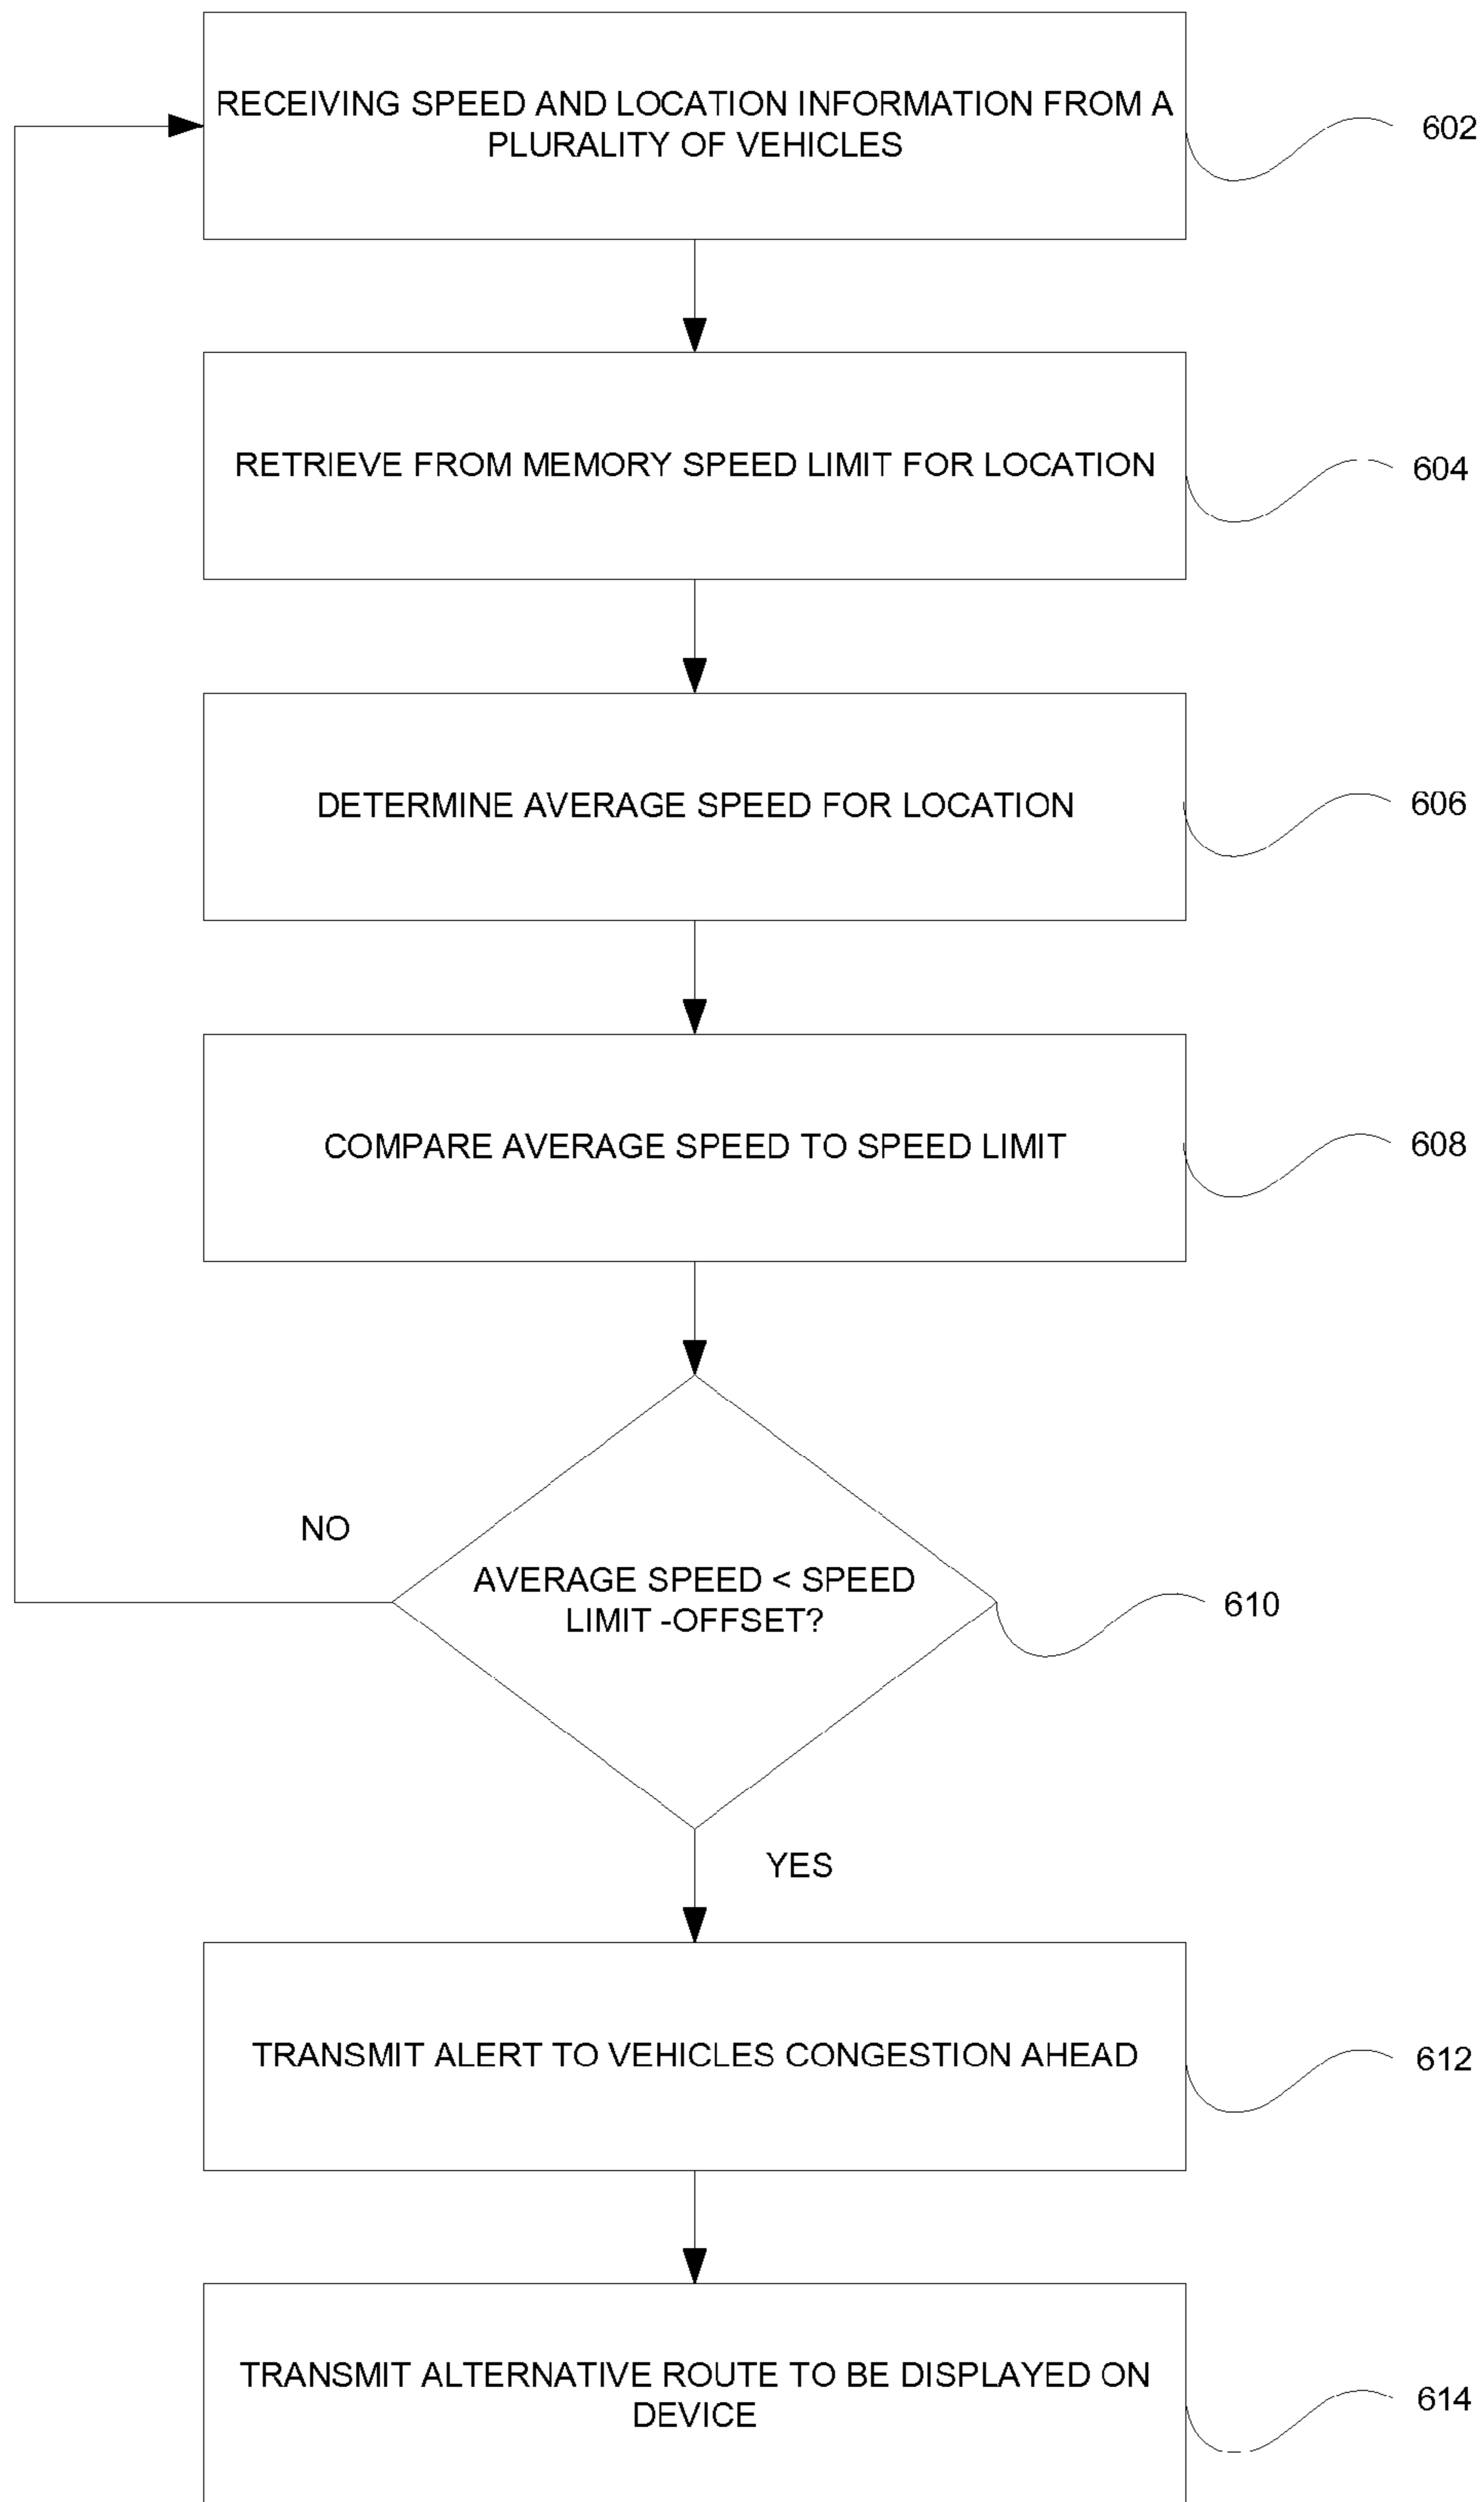 RECEIVING SPEED AND LOCATION INFORMATION FROM A
PLURALITY OF VEHICLES
602
RETRIEVE FROM MEMORY SPEED LIMIT FOR LOCATION
604
DETERMINE AVERAGE SPEED FOR LOCATION
606
COMPARE AVERAGE SPEED TO SPEED LIMIT
608
NO
AVERAGE SPEED < SPEED
LIMIT -OFFSET?
610
YES
TRANSMIT ALERT TO VEHICLES CONGESTION AHEAD
612
TRANSMIT ALTERNATIVE ROUTE TO BE DISPLAYED ON
DEVICE
614